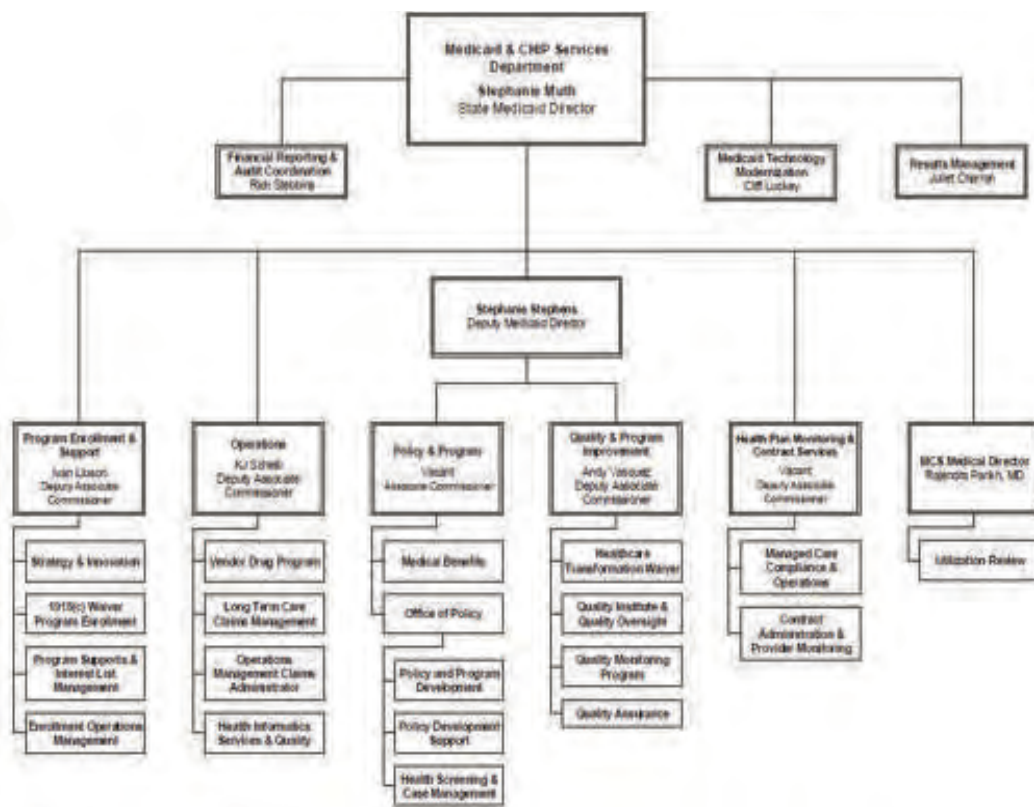 Medicaid & CHIP Services
Department
Stephanie Muth
State Medicaid Director
Financial Reporting &
Audit Coordination
Rich Stebbins
Medicaid Technology
Modernization
Cliff Luckey
Results Management
Juliet Charron
Stephanie Stephens
Deputy Medicaid Director
Program Enrollment &
Support
Ivan Libson
Deputy Associate
Commissioner
Operations
KJ
Deputy Associate
Commissioner
Policy & Program
Vacant
Associate Commissioner
Quality & Program
Improvement
Andy Vasquez
Deputy Associate
Commissioner
Health Plan Monitoring &
Contract Services
Vacant
Deputy Associate
Commissioner
MCS Medical Director
Parikh, MD
Strategy & Innovation
1915(c) Waiver
Program Enrollment
Program Supports &
Interest List
Management
Enrollment Operations
Management
Vendor Drug Program
Long Term Care
Claims Management
Operations
Management Claims
Administrator
Health Informatics
Services & Quality
Medical Benefits
Office of Policy
Policy and Program
Development
Policy Development
Support
Health Screening &
Case Management
Healthcare
Transformation Waiver
Quality Institute &
Quality Oversight
Quality Monitoring
Program
Quality Assurance
Managed Care
Compliance &
Operations
Contract
Administration &
Provider Monitoring
Utilization Review